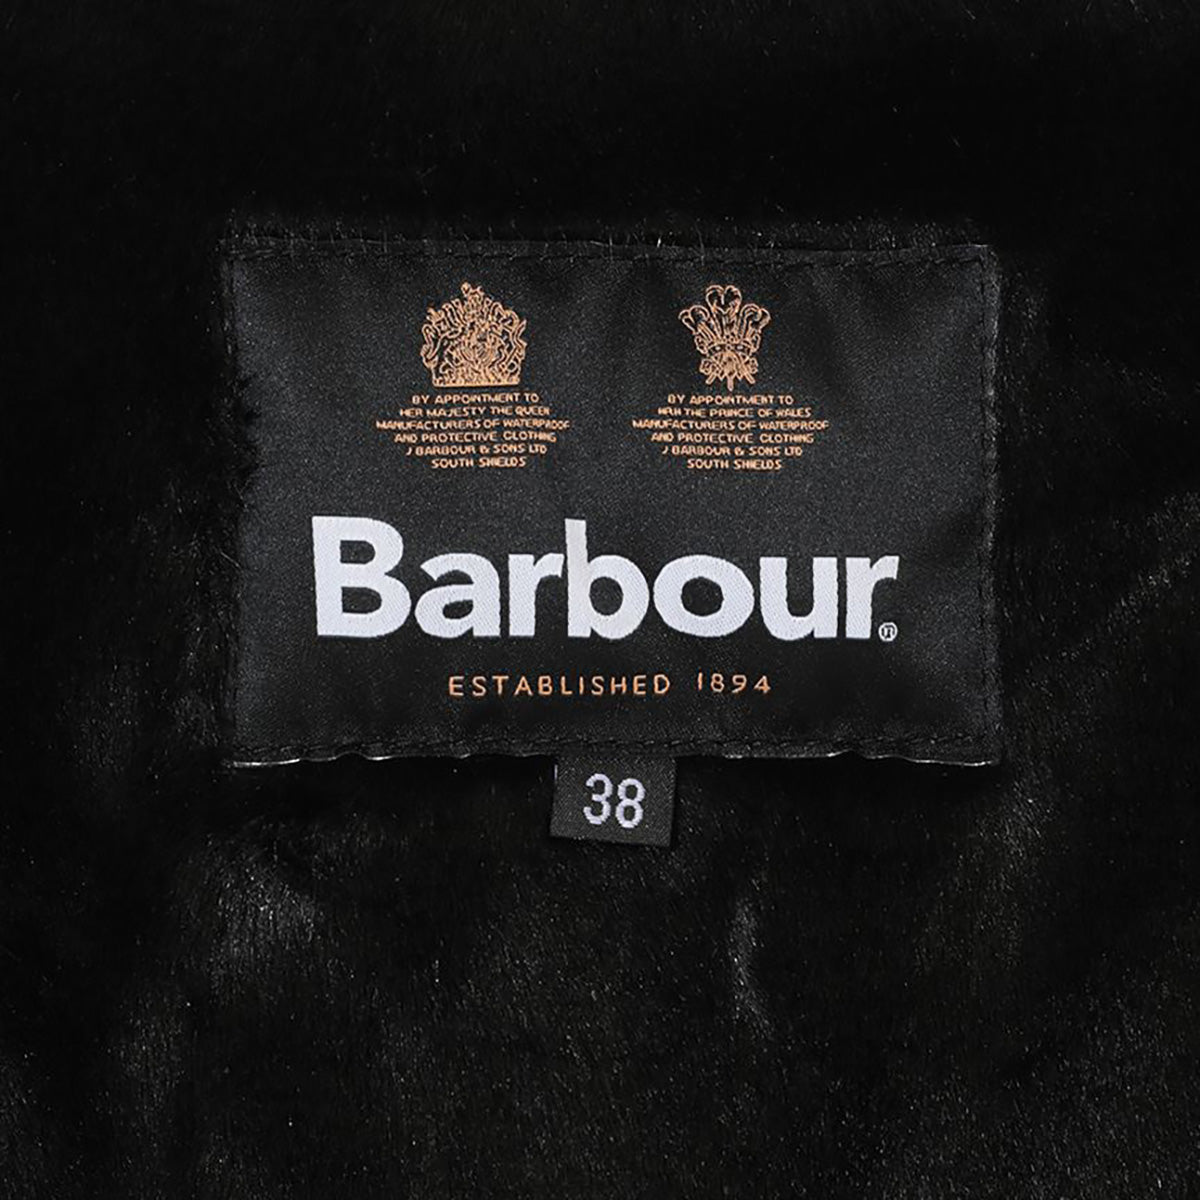 BY APPOINTMENT TO
HER MAJESTY THE QUEEN
MANUFACTURERS OF WATERPROOF
AND PROTECTIVE CLOTHING
J BARBOUR & SONS LTD
SOUTH SHIELDS
BY APPOINTMENT TO
HRH THE PRINCE OF WALES
MANUFACTURERS OF WATERPROOF
AND PROTECTIVE CLOTHING
J BARBOUR & SONS LTD
SOUTH SHIELDS
Barbour®
ESTABLISHED 1894
38